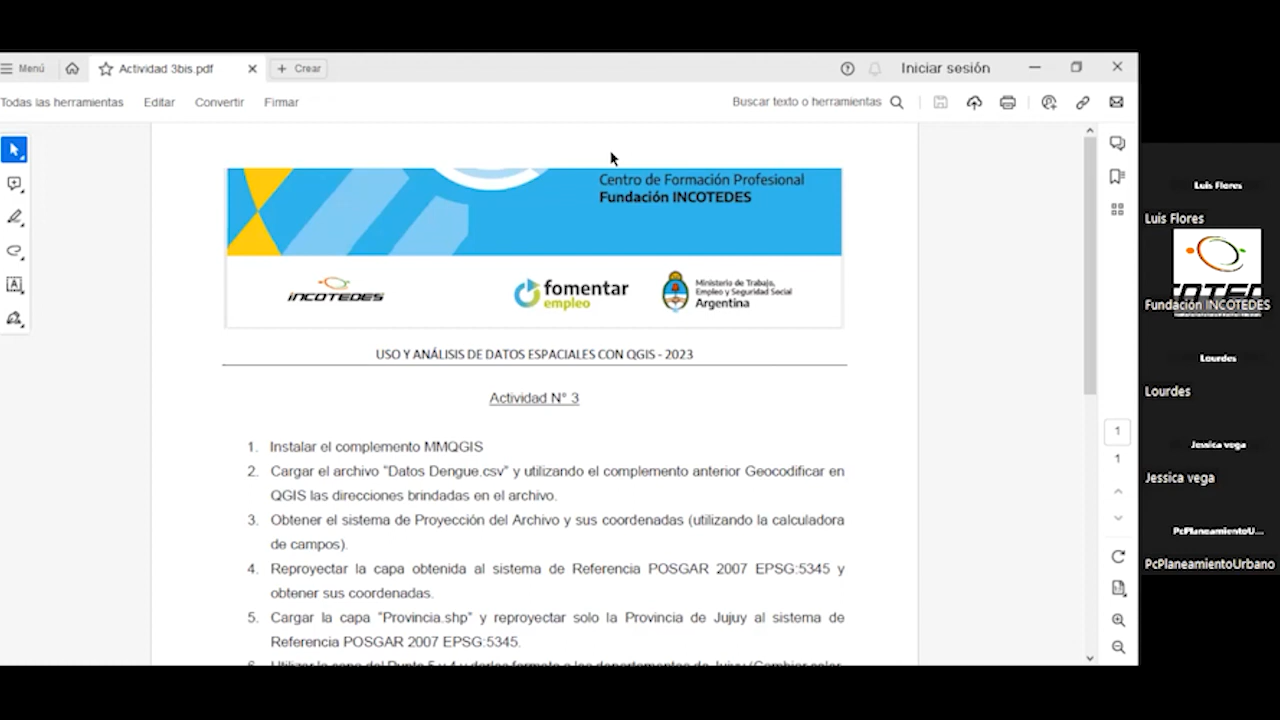 Menú
Actividad 3bis.pdf
Crear
Iniciar sesión
Todas las herramientas
Editar
Convertir
Firmar
Buscar texto o herramientas
Centro de Formación Profesional
Fundación INCOTEDES
INCOTEDES
fomentar
empleo
Ministerio de Trabajo,
Empleo y Seguridad Social
Argentina
USO Y ANÁLISIS DE DATOS ESPACIALES CON QGIS - 2023
Actividad N° 3
1. Instalar el complemento MMQGIS
2. Cargar el archivo "Datos Dengue.csv" y utilizando el complemento anterior Geocodificar en
QGIS las direcciones brindadas en el archivo.
3. Obtener el sistema de Proyección del Archivo y sus coordenadas (utilizando la calculadora
de campos).
4. Reproyectar la capa obtenida al sistema de Referencia POSGAR 2007 EPSG:5345 y
obtener sus coordenadas.
5. Cargar la capa "Provincia.shp" y reproyectar solo la Provincia de Jujuy al sistema de
Referencia POSGAR 2007 EPSG:5345.
1
1
Luis Flores
Luis Flores
Fundación INCOTEDES
Lourdes
Lourdes
Jessica vega
Jessica vega
PcPlaneamientoU...
PcPlaneamientoUrbano